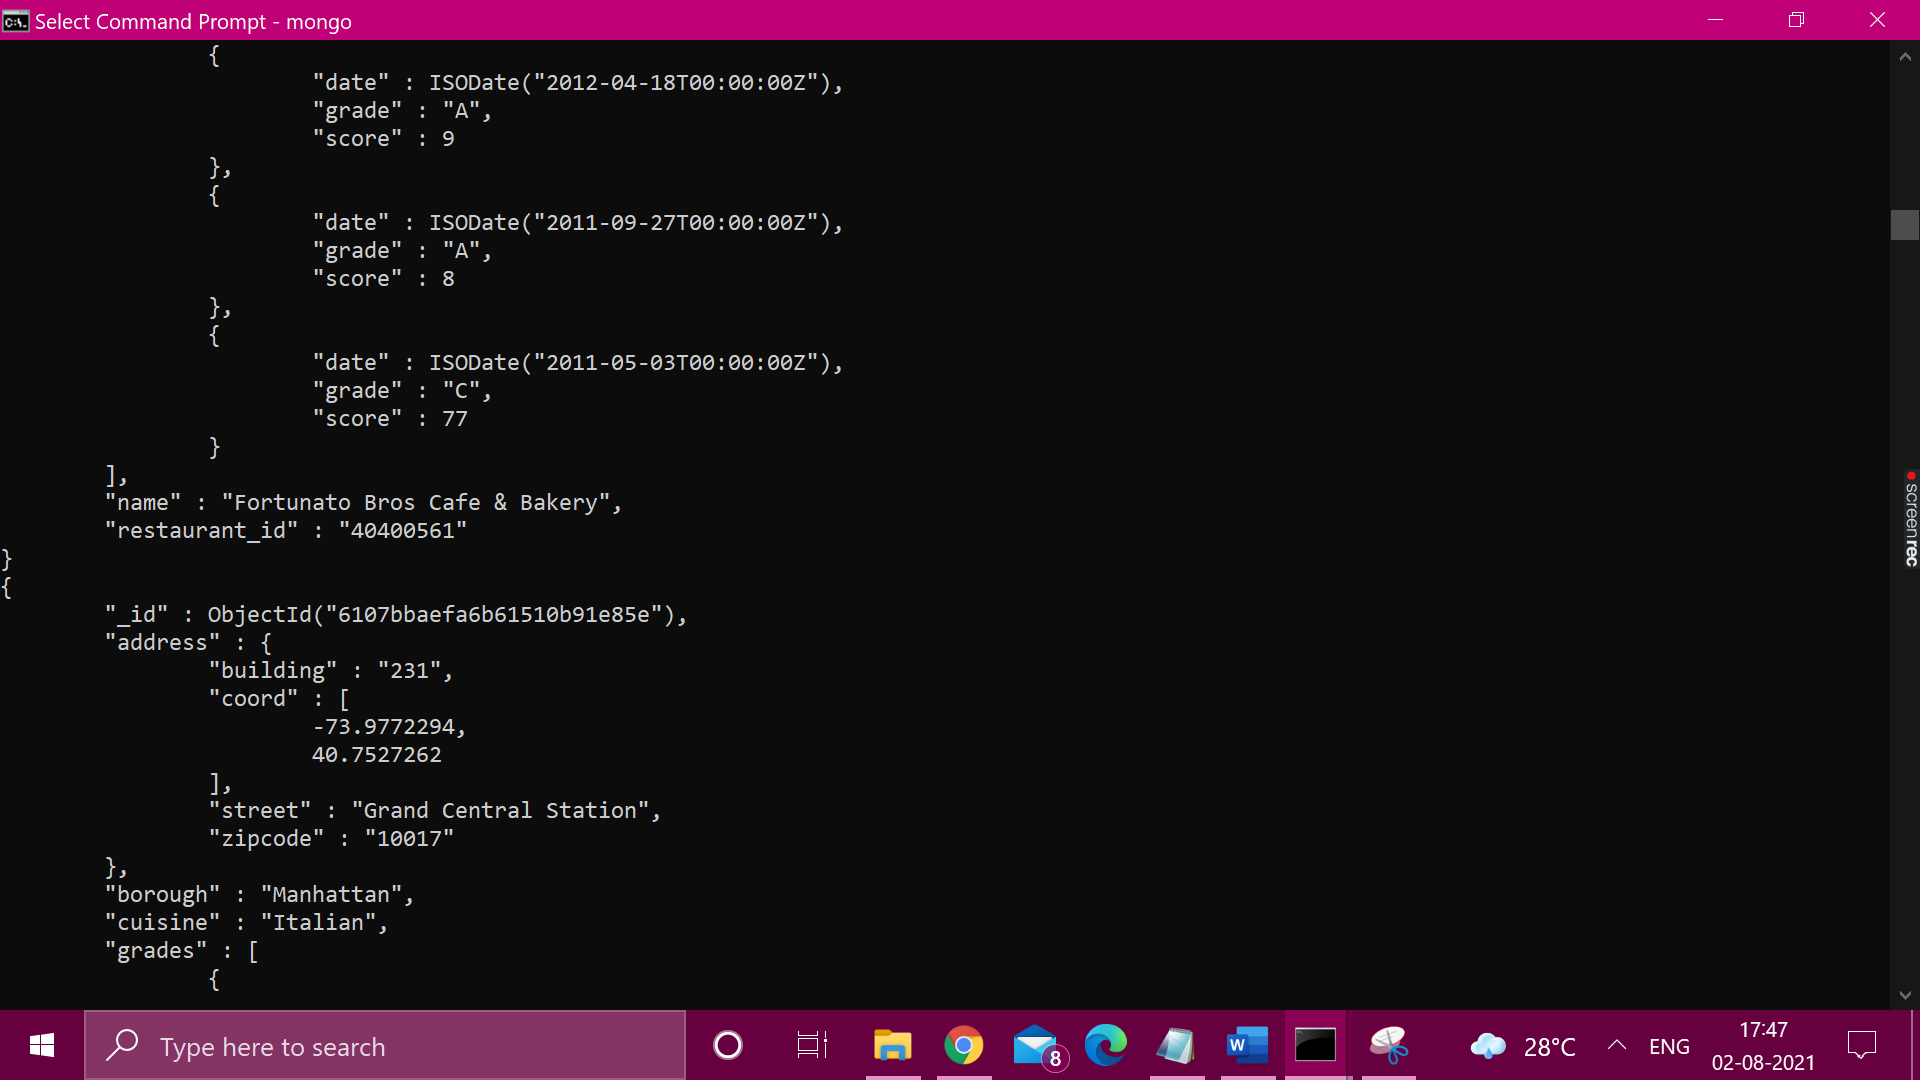 Select Command Prompt - mongo
{
"date" : ISODate("2012-04-18T00:00:00Z"),
"grade" : "A",
"score" : 9
},
{
"date" : ISODate("2011-09-27T00:00:00Z"),
"grade" : "A",
"score" : 8
},
{
"date" : ISODate("2011-05-03T00:00:00Z"),
"grade" : "C",
"score" : 77
}
],
"name" : "Fortunato Bros Cafe & Bakery",
"restaurant_id" : "40400561"
}
{
"_id" : ObjectId("6107bbaefa6b61510b91e85e"),
"address" : {
"building" : "231",
"coord" : [
-73.9772294,
40.7527262
],
"street" : "Grand Central Station",
"zipcode" : "10017"
},
"borough" : "Manhattan",
"cuisine" : "Italian",
"grades" : [
{
screenrec
Type here to search
8
W
28°C
ENG
17:47
02-08-2021